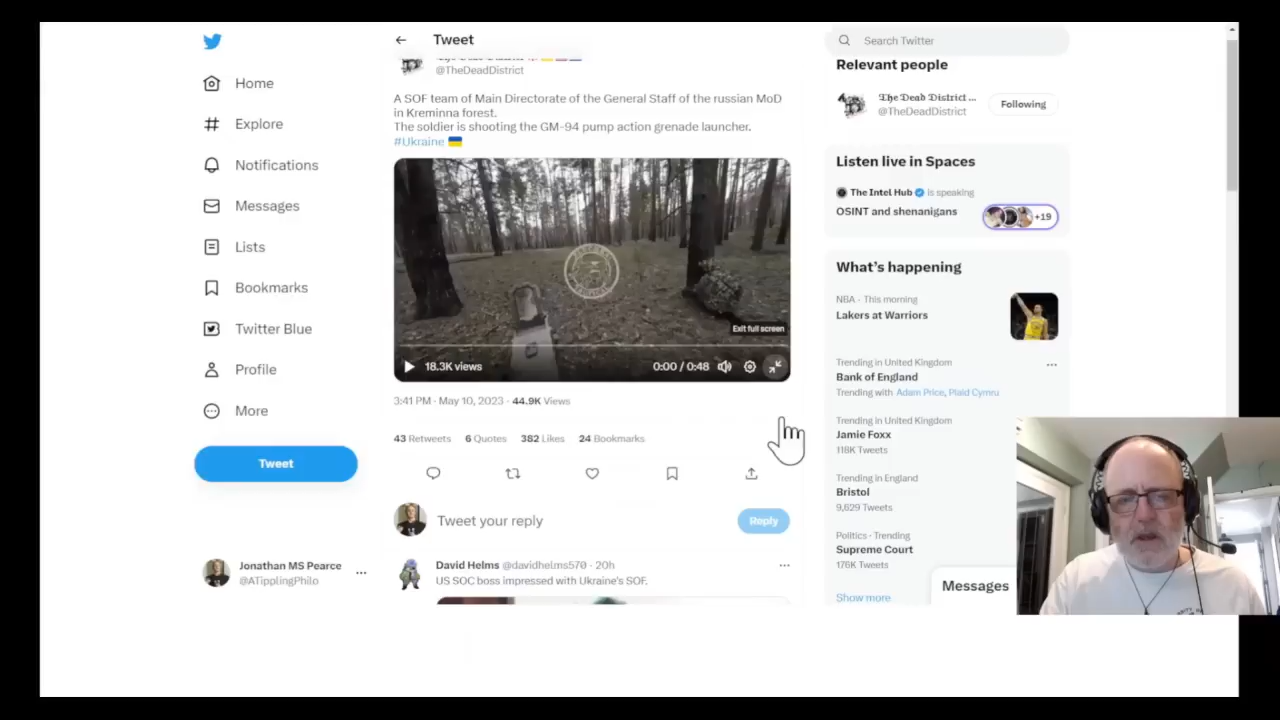 Tweet
@TheDeadDistrict
A SOF team of Main Directorate of the General Staff of the russian MoD
in Kreminna forest.
The soldier is shooting the GM-94 pump action grenade launcher.
#Ukraine
Exit full screen
18.3K views
0:00 / 0:48
3:41 PM · May 10, 2023 · 44.9K Views
43 Retweets 6 Quotes 382 Likes 24 Bookmarks
Tweet your reply
Reply
David Helms @davidhelms570 · 20h
US SOC boss impressed with Ukraine's SOF.
Home
Explore
Notifications
Messages
Lists
Bookmarks
Twitter Blue
Profile
More
Tweet
Jonathan MS Pearce
@ATipplingPhilo
Search Twitter
Relevant people
The Dead District ...
@TheDeadDistrict
Following
Listen live in Spaces
The Intel Hub is speaking
OSINT and shenanigans
+19
What's happening
NBA · This morning
Lakers at Warriors
Trending in United Kingdom
Bank of England
Trending with Adam Price, Plaid Cymru
Trending in United Kingdom
Jamie Foxx
118K Tweets
Trending in England
Bristol
9,629 Tweets
Politics · Trending
Supreme Court
176K Tweets
Show more
Messages